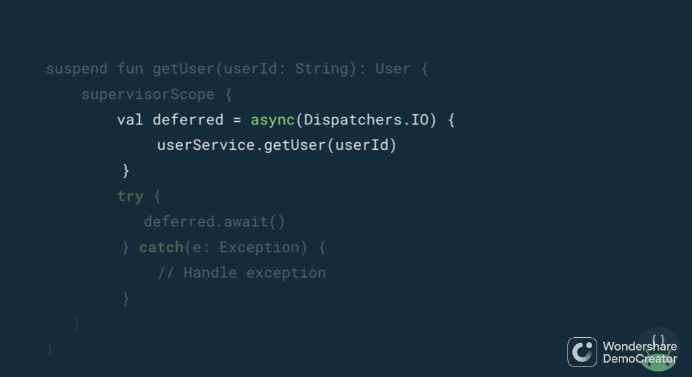 suspend fun getUser(userId: String): User {
supervisorScope {
val deferred = async(Dispatchers.IO) {
userService.getUser(userId)
}
try {
deferred.await()
} catch(e: Exception) {
// Handle exception
}
}
}
{ }
Wondershare
DemoCreator